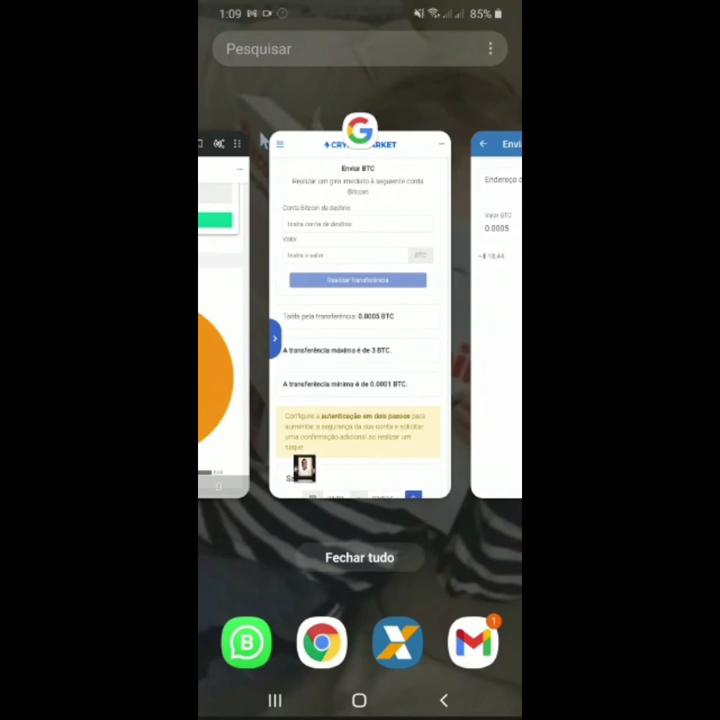 1:09
85%
Pesquisar
CRY
ARKET
Enviar BTC
Realizar um giro imediato à seguinte conta
Bitcoin
Conta Bitcoin de destino
Insira conta de destino
Valor
Insira o valor
BTC
Realizar transferência
Tarifa pela transferência: 0.0005 BTC
A transferência máxima é de 3 BTC.
A transferência mínima é de 0.0001 BTC.
Configure a autenticação em dois passos para
aumentar a segurança da sua conta e solicitar
uma confirmação adicional ao realizar um
saque
Envi
Endereço d
Valor BTC
0.0005
~$ 18,44
Fechar tudo
B
1